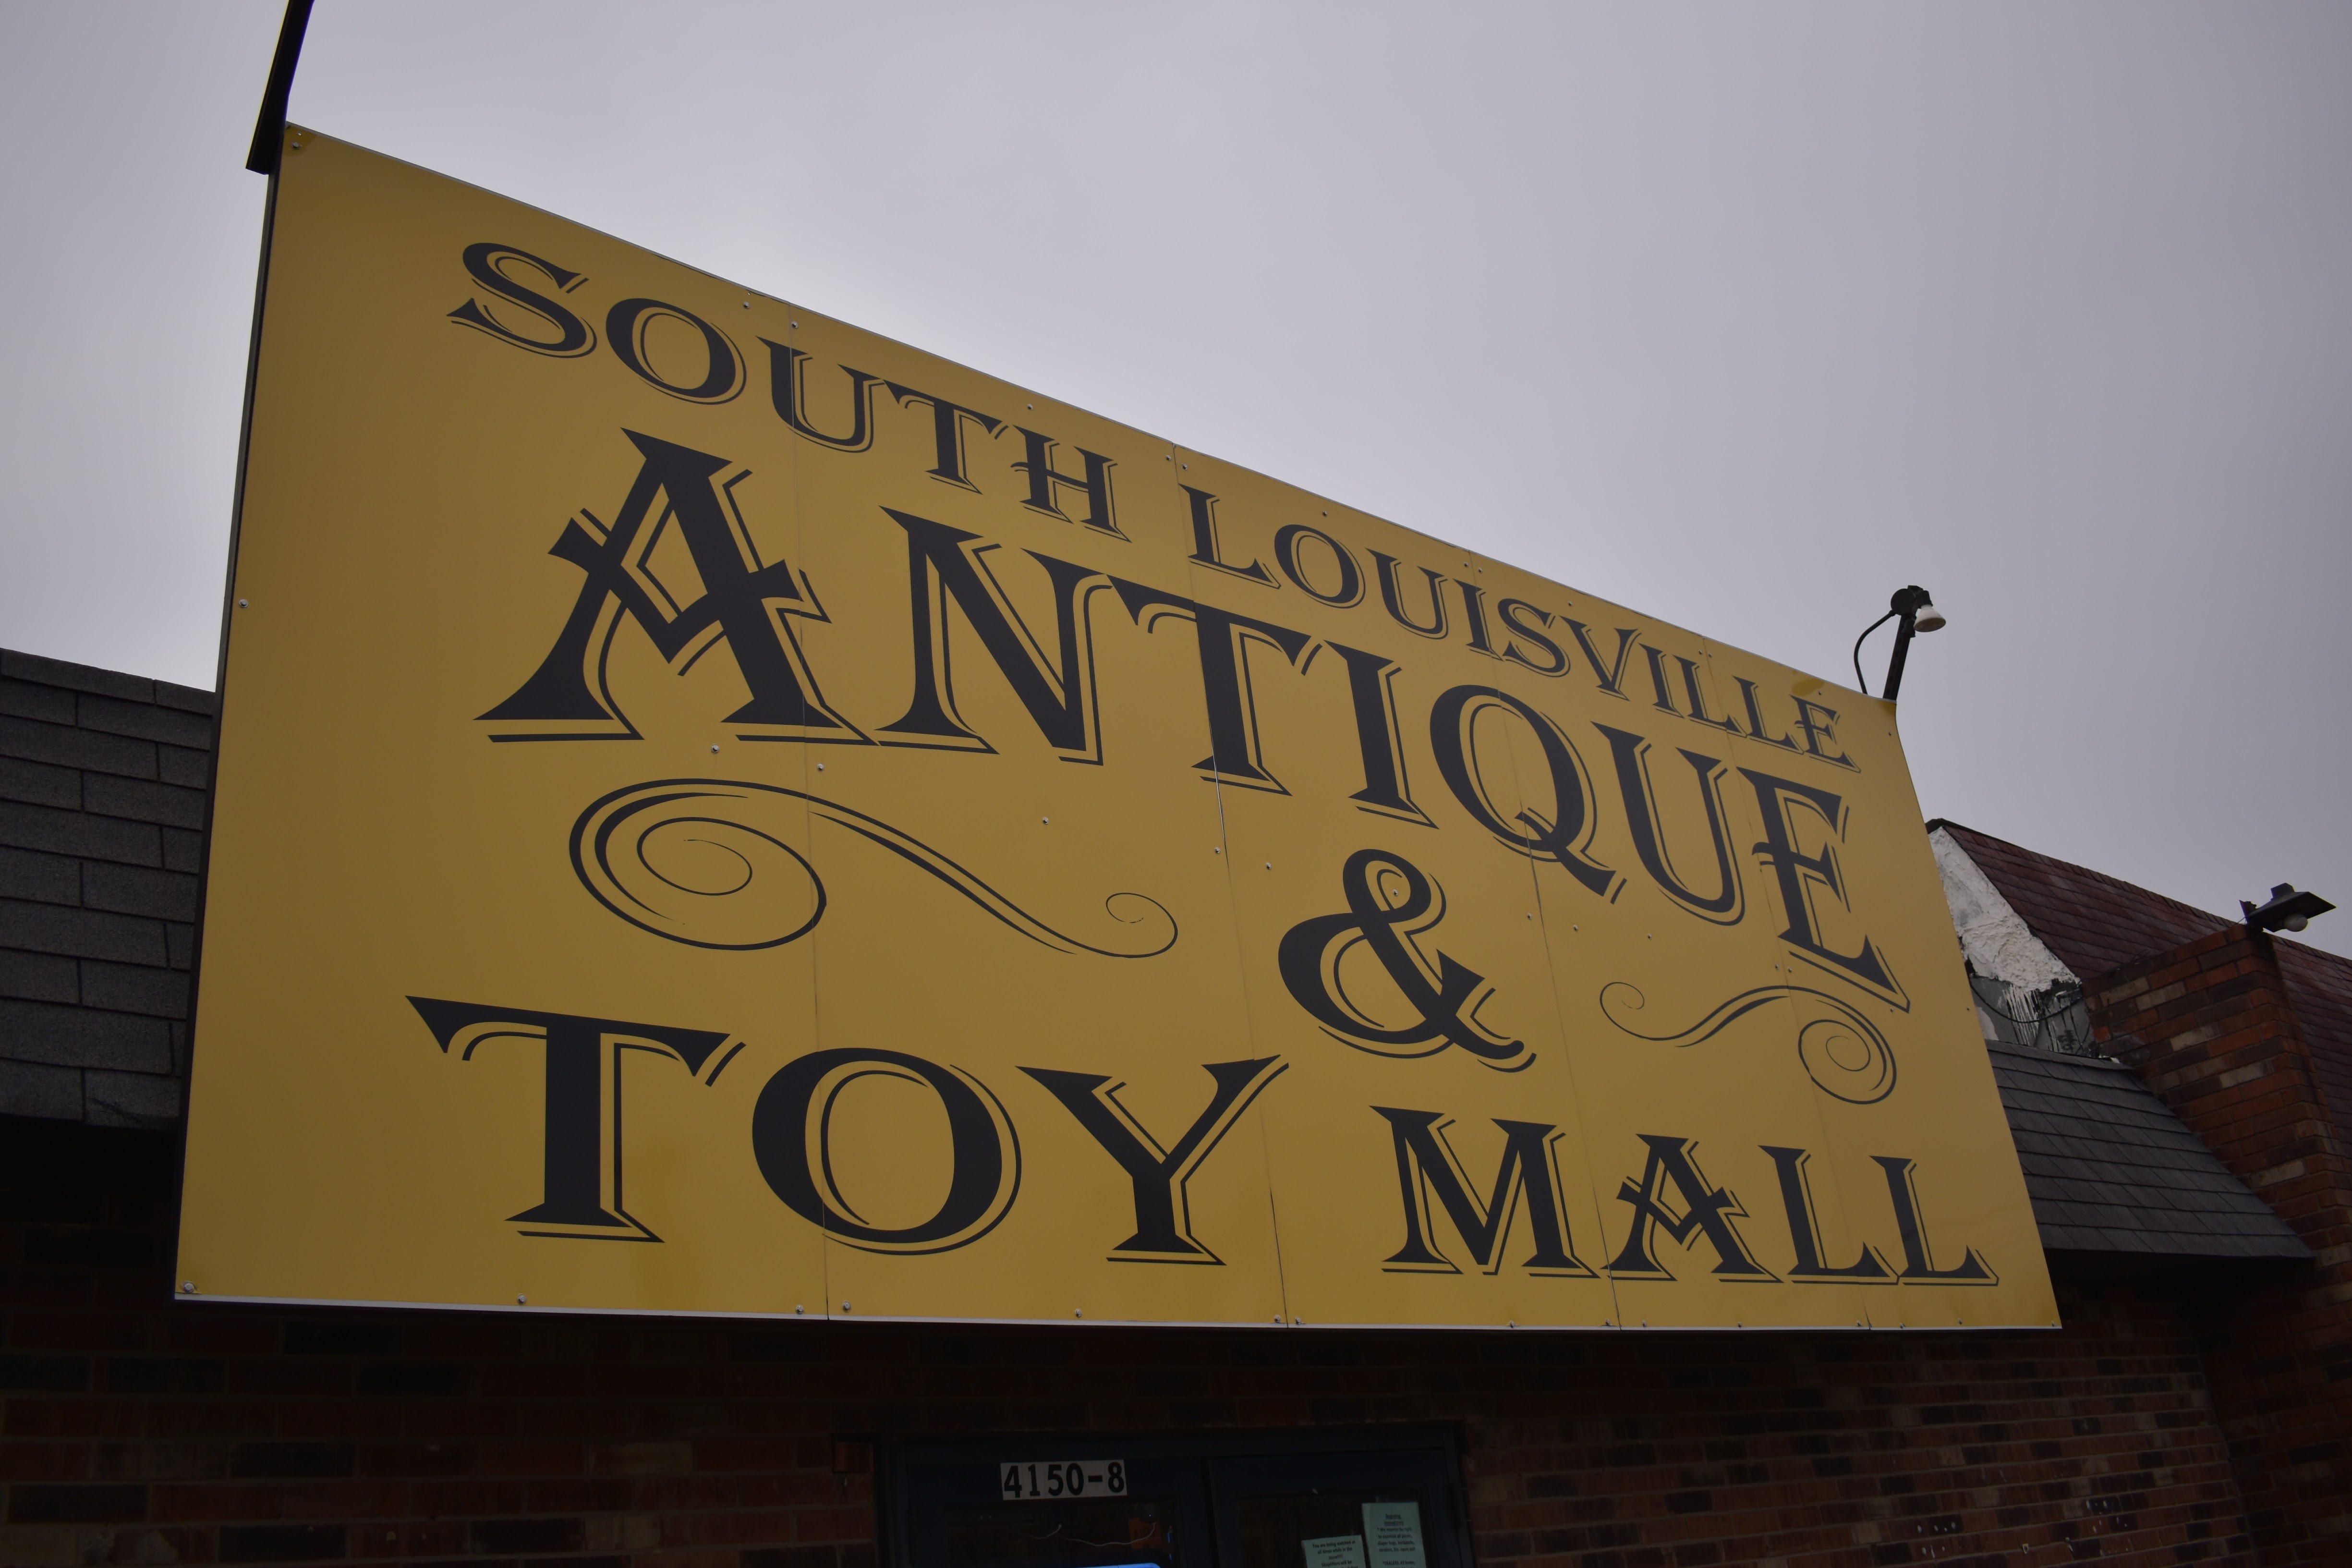 SOUTH LOUISVILLE
ANTIQUE
&
TOY MALL
4150-8